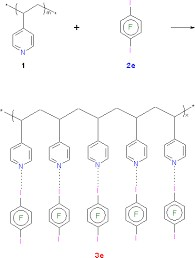 * * m
N I F I
1 + 2e
* * x
N N N N N
I I I I I
F F F F F
I I I I I
3e